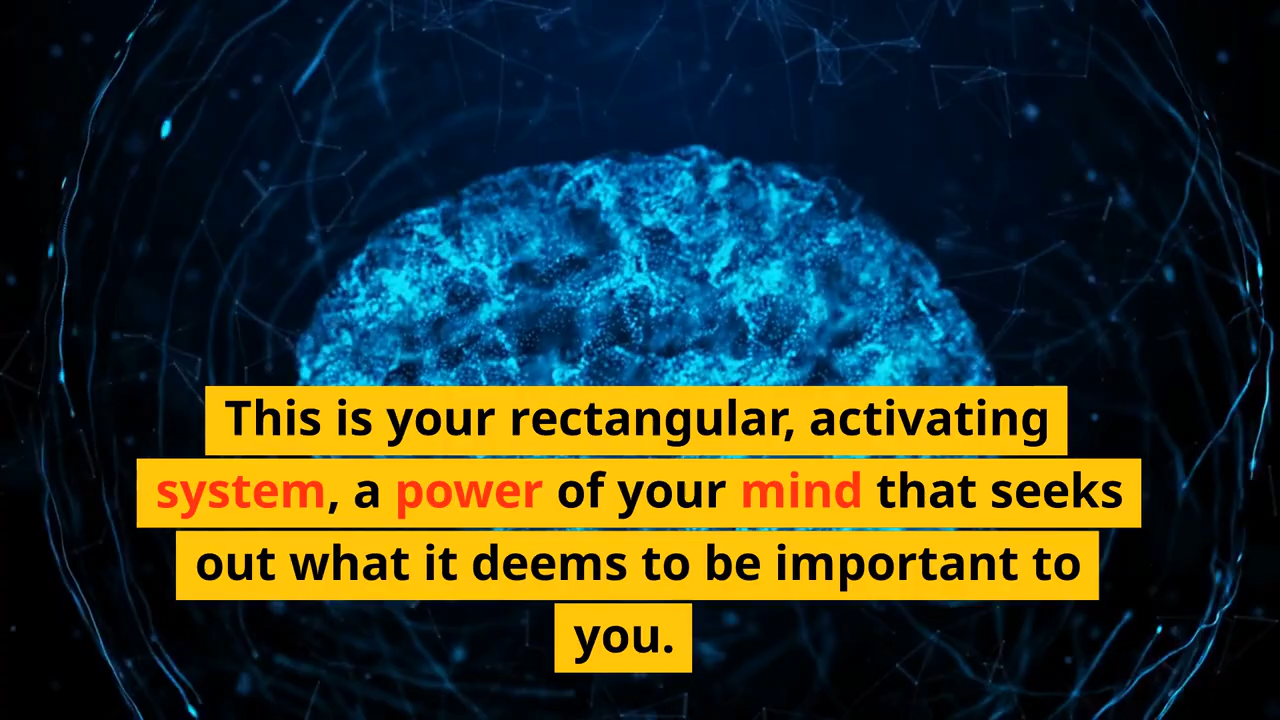 This is your rectangular, activating
system, a power of your mind that seeks
out what it deems to be important to
you.